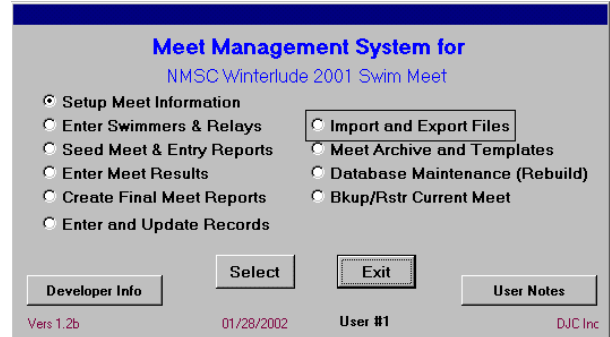 Meet Management System for
NMSC Winterlude 2001 Swim Meet
Setup Meet Information
Enter Swimmers & Relays
Seed Meet & Entry Reports
Enter Meet Results
Create Final Meet Reports
Enter and Update Records
Import and Export Files
Meet Archive and Templates
Database Maintenance (Rebuild)
Bkup/Rstr Current Meet
Select
Exit
Developer Info
User Notes
Vers 1.2b
01/28/2002
User #1
DJC Inc